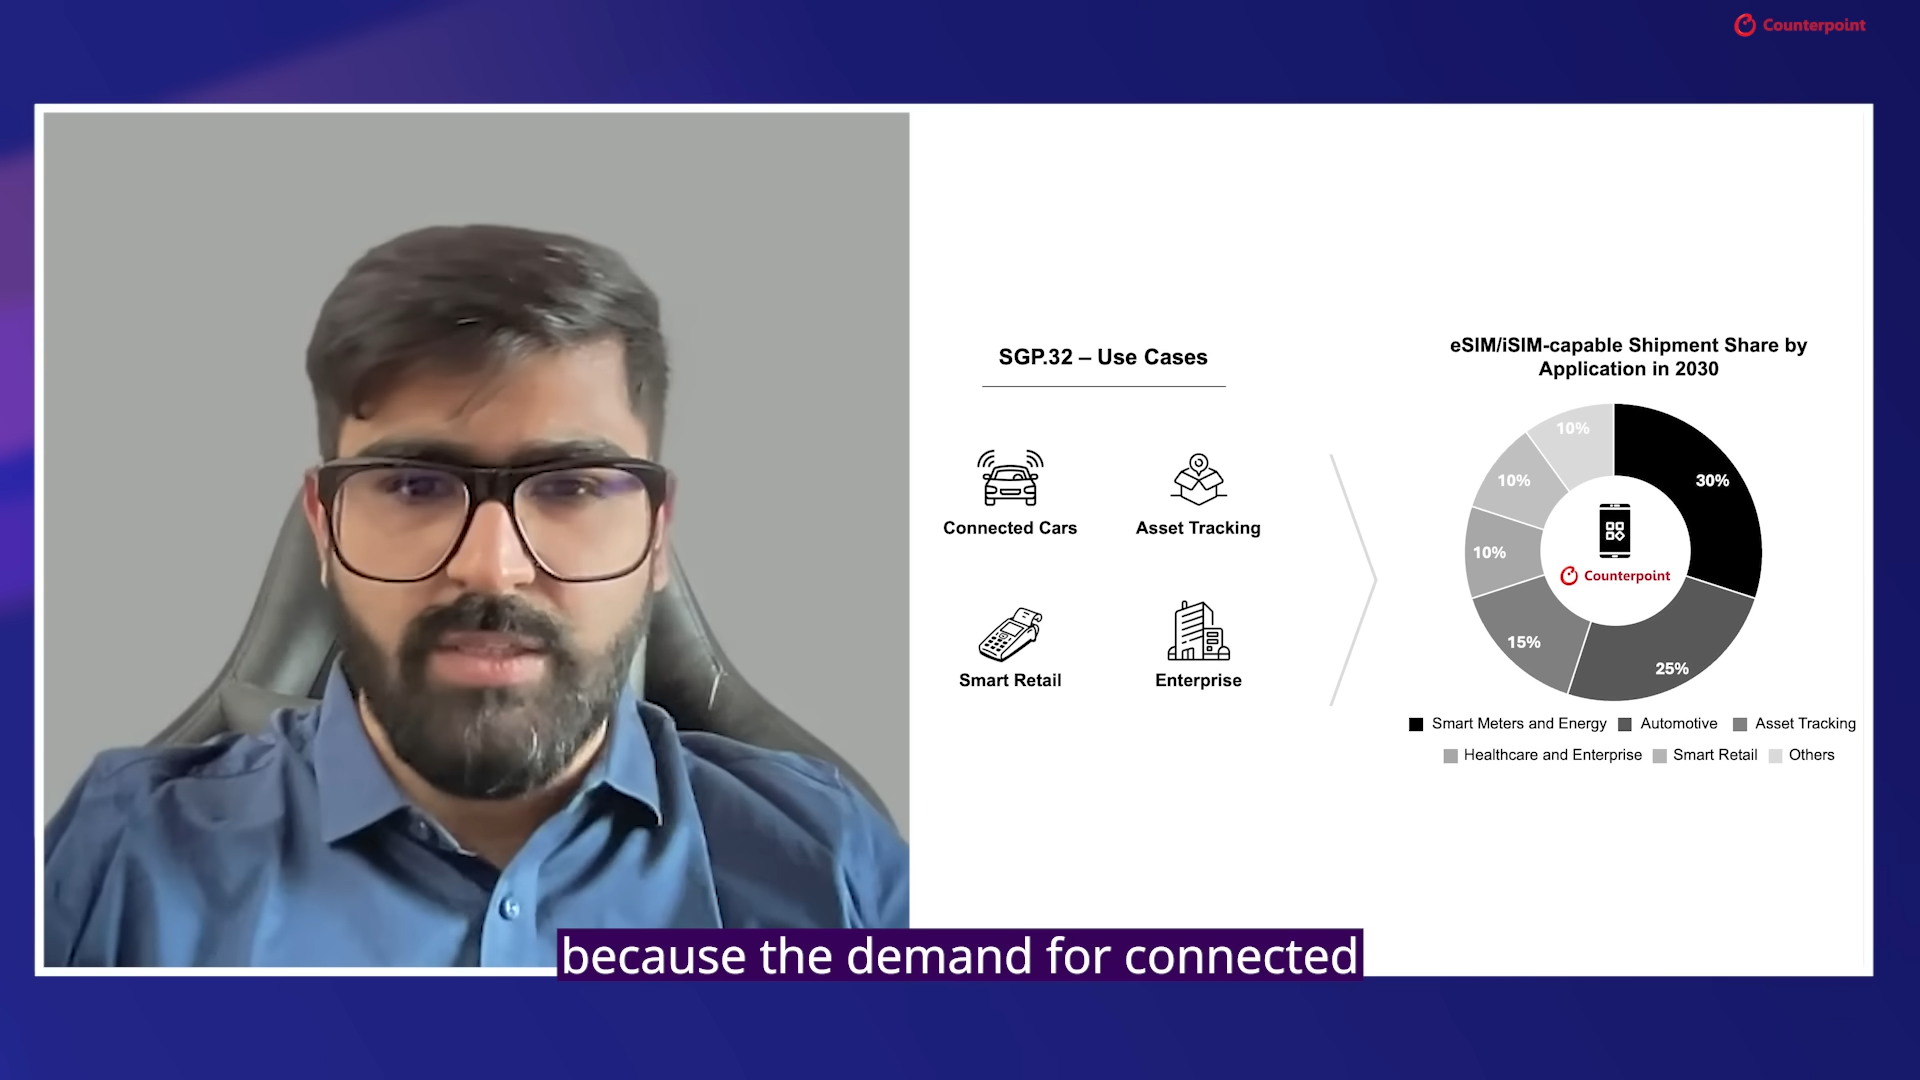 Counterpoint
SGP.32 – Use Cases
Connected Cars
Asset Tracking
Smart Retail
Enterprise
eSIM/iSIM-capable Shipment Share by
Application in 2030
10%
30%
10%
10%
15%
25%
Counterpoint
Smart Meters and Energy Automotive Asset Tracking
Healthcare and Enterprise Smart Retail Others
because the demand for connected